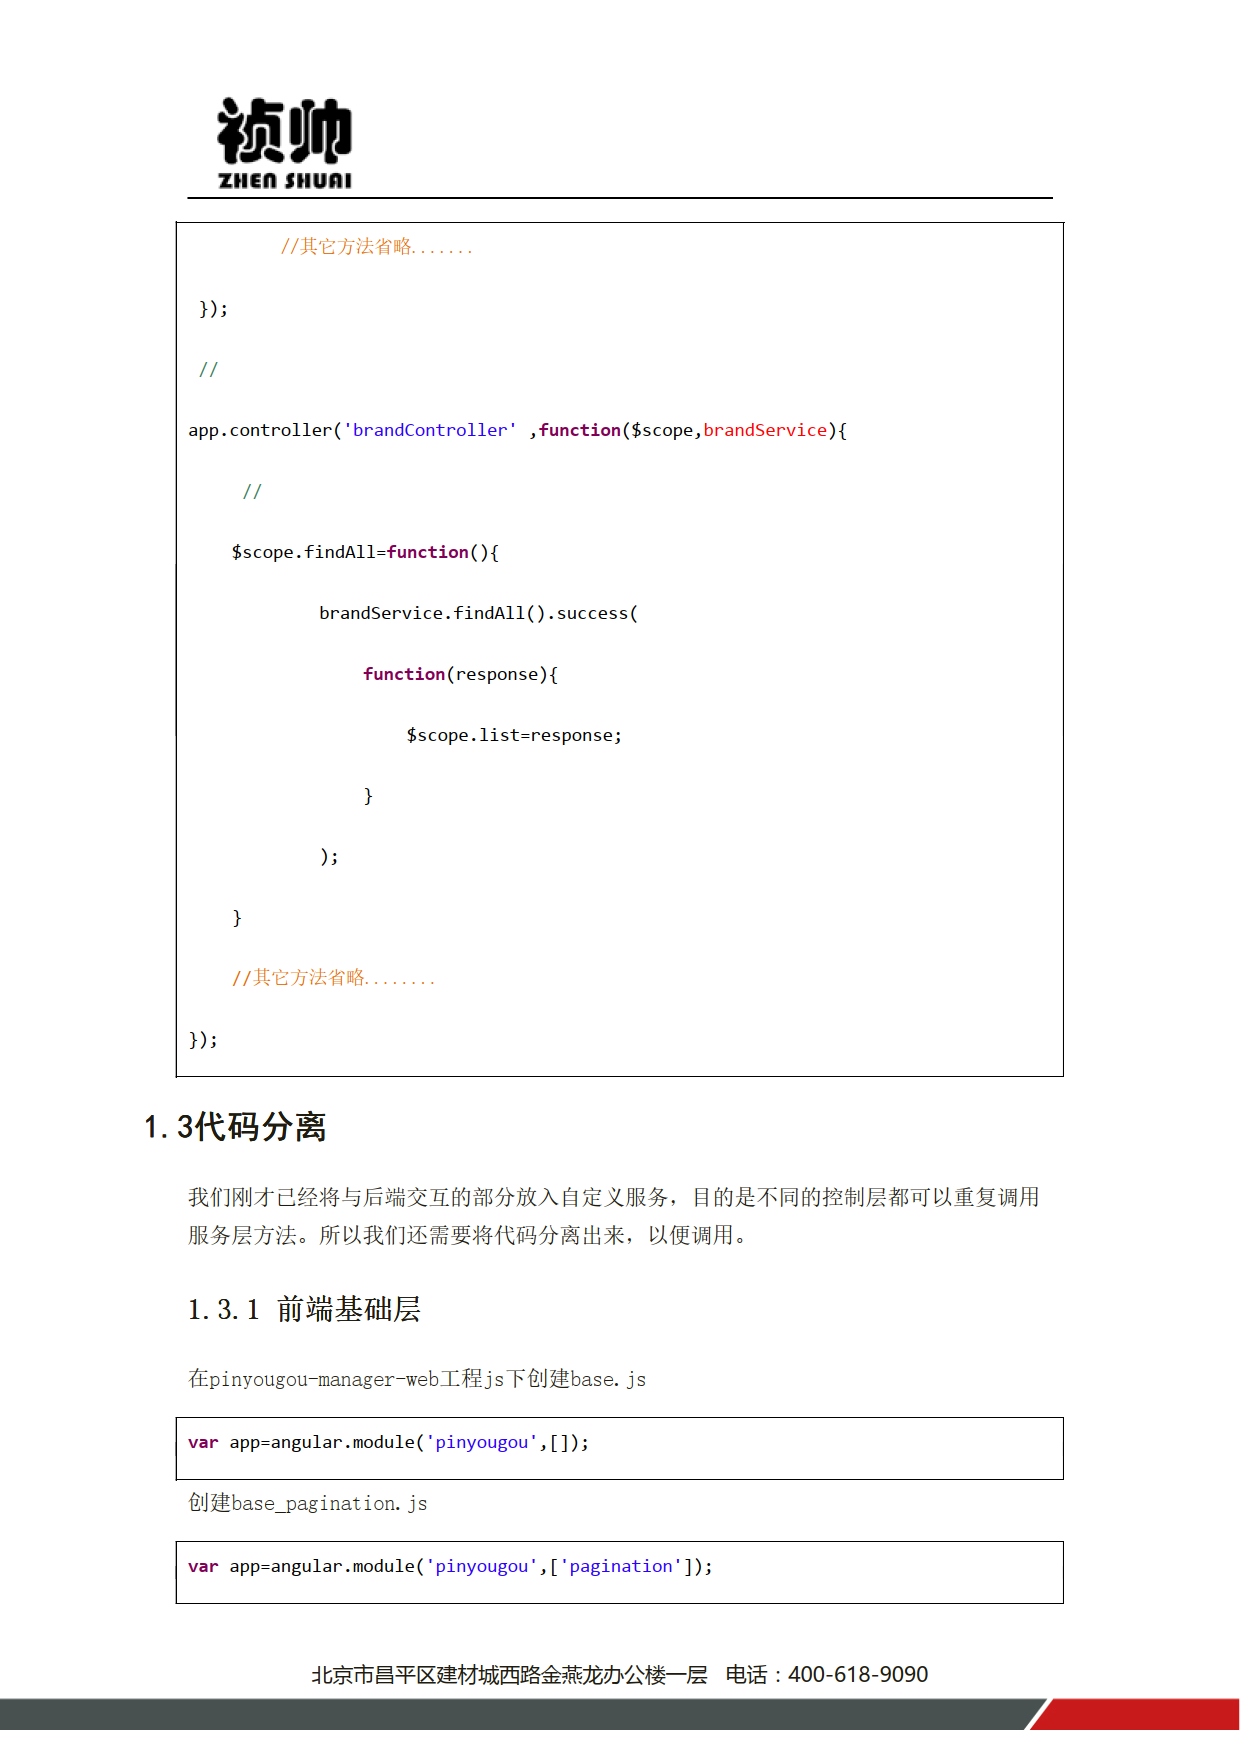 祯帅
ZHEN SHUAI
//其它方法省略.......
});
//
app.controller('brandController' ,function($scope,brandService){
//
$scope.findAll=function(){
brandService.findAll().success(
function(response){
$scope.list=response;
}
);
}
//其它方法省略........
});
1.3代码分离
我们刚才已经将与后端交互的部分放入自定义服务，目的是不同的控制层都可以重复调用
服务层方法。所以我们还需要将代码分离出来，以便调用。
1.3.1 前端基础层
在pinyougou-manager-web工程js下创建base.js
var app=angular.module('pinyougou',[]);
创建base_pagination.js
var app=angular.module('pinyougou',['pagination']);
北京市昌平区建材城西路金燕龙办公楼一层 电话：400-618-9090